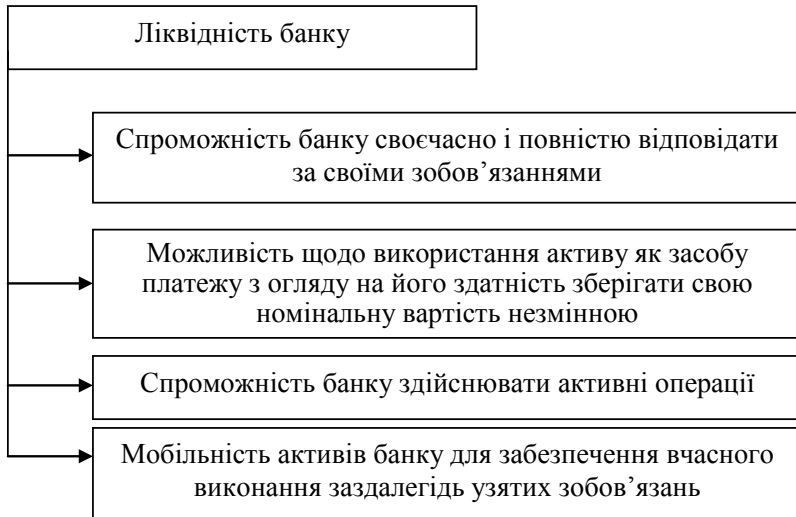 Ліквідність банку
Спроможність банку своєчасно і повністю відповідати
за своїми зобов’язаннями
Можливість щодо використання активу як засобу
платежу з огляду на його здатність зберігати свою
номінальну вартість незмінною
Спроможність банку здійснювати активні операції
Мобільність активів банку для забезпечення вчасного
виконання заздалегідь узятих зобов’язань